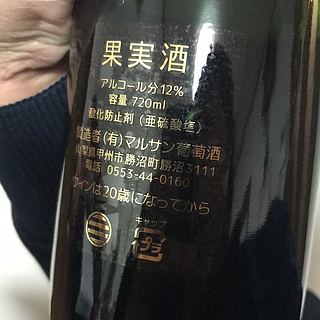 果実酒
アルコール分12%
容量 720ml
酸化防止剤（亜硫酸塩）
製造者(有)マルサン葡萄酒
山梨県甲州市勝沼町勝沼3111
電話 0553-44-0160
ワインは20歳になってから
キャップ
プラ